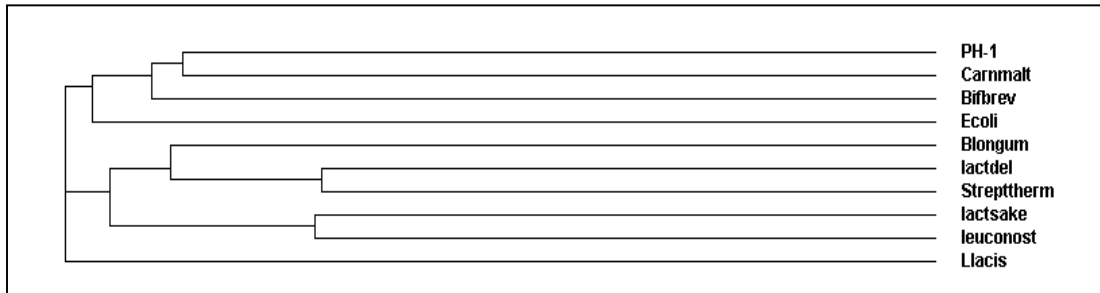 PH-1
Carnmalt
Bifbrev
Ecoli
Blongum
lactdel
Strepttherm
lactsake
leuconost
Llacis